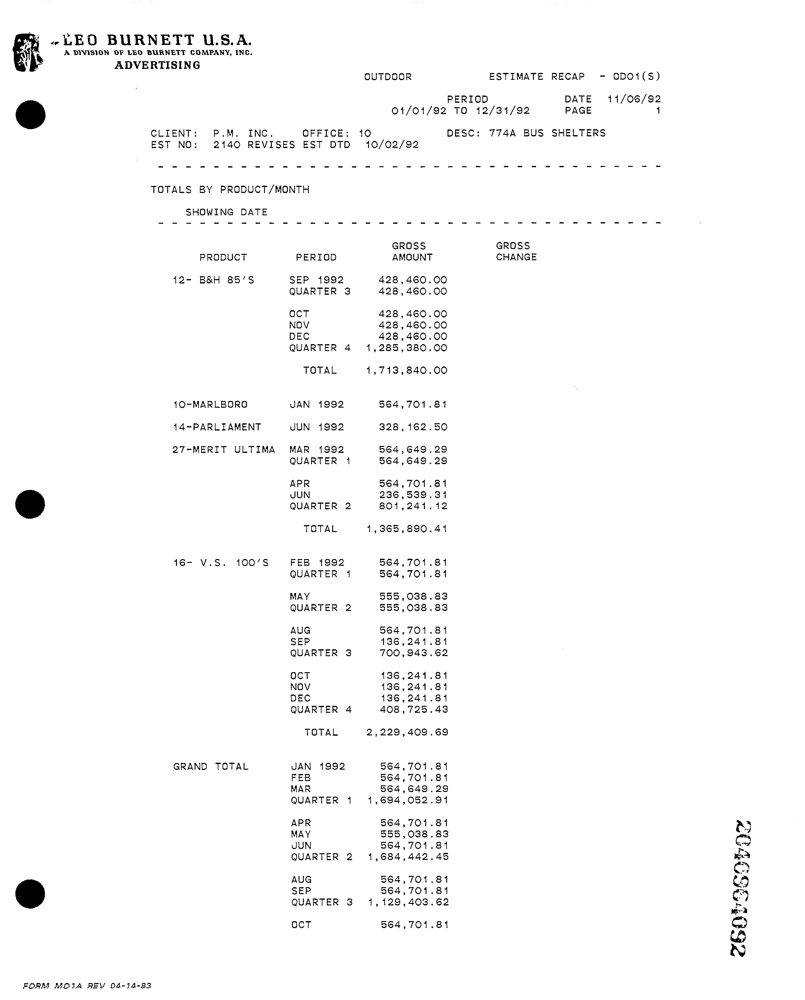 LEO BURNETT U.S.A.
A DIVISION OF LEO BURNETT COMPANY, INC.
ADVERTISING
OUTDOOR ESTIMATE RECAP - OD01(S)
PERIOD DATE 11/06/92
01/01/92 TO 12/31/92 PAGE 1
CLIENT: P.M. INC. OFFICE: 10 DESC: 774A BUS SHELTERS
EST NO: 2140 REVISES EST DTD 10/02/92
- - - - - - - - - - - - - - - - - - - - - - - - - - - - - - - - - - -
TOTALS BY PRODUCT/MONTH
SHOWING DATE
- - - - - - - - - - - - - - - - - - - - - - - - - - - - - - - - - - -
GROSS GROSS
PRODUCT PERIOD AMOUNT CHANGE
12- B&H 85'S SEP 1992 428,460.00
QUARTER 3 428,460.00
OCT 428,460.00
NOV 428,460.00
DEC 428,460.00
QUARTER 4 1,285,380.00
TOTAL 1,713,840.00
10-MARLBORO JAN 1992 564,701.81
14-PARLIAMENT JUN 1992 328,162.50
27-MERIT ULTIMA MAR 1992 564,649.29
QUARTER 1 564,649.29
APR 564,701.81
JUN 236,539.31
QUARTER 2 801,241.12
TOTAL 1,365,890.41
16- V.S. 100'S FEB 1992 564,701.81
QUARTER 1 564,701.81
MAY 555,038.83
QUARTER 2 555,038.83
AUG 564,701.81
SEP 136,241.81
QUARTER 3 700,943.62
OCT 136,241.81
NOV 136,241.81
DEC 136,241.81
QUARTER 4 408,725.43
TOTAL 2,229,409.69
GRAND TOTAL JAN 1992 564,701.81
FEB 564,701.81
MAR 564,649.29
QUARTER 1 1,694,052.91
APR 564,701.81
MAY 555,038.83
JUN 564,701.81
QUARTER 2 1,684,442.45
AUG 564,701.81
SEP 564,701.81
QUARTER 3 1,129,403.62
OCT 564,701.81
2040964092
FORM M01A REV 04-14-83